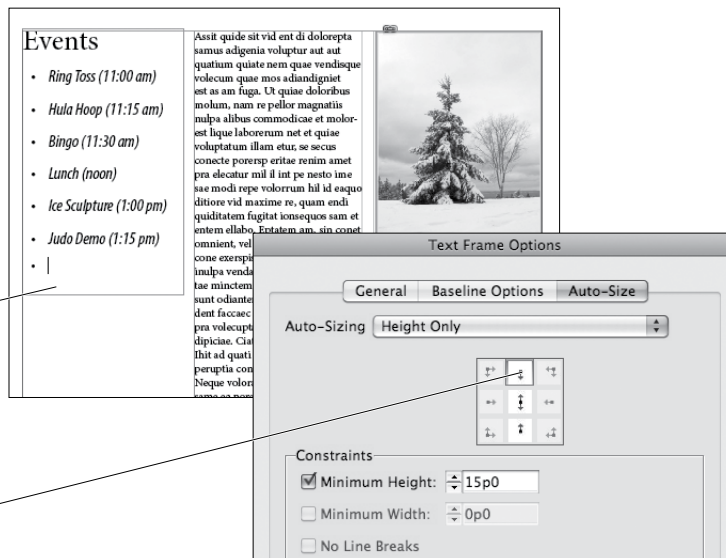 Events
• Ring Toss (11:00 am)
• Hula Hoop (11:15 am)
• Bingo (11:30 am)
• Lunch (noon)
• Ice Sculpture (1:00 pm)
• Judo Demo (1:15 pm)
•
Assit quide sit vid ent di dolorepta
samus adigenia voluptur aut aut
quatium quiate nem quae vendisque
volecum quae mos adiandigniet
est as am fuga. Ut quiae doloribus
molum, nam re pellor magnatiis
nulpa alibus commodicae et molor-
est lique laborerum net et quiae
voluptatum illam etur, se secus
conecte porersp eritae renim amet
pra elecatur mil il int pe nesto ime
sae modi repe volorrum hil id eaquo
ditiore vid maxime re, quam endi
quiditatem fugitat ionsequos sam et
entem ellabo. Eptatem am, sin conet
omnient, vel
cone exerspi
inulpa venda
tae minctem
sunt odiante
dent faccaec
pra volecupt
dipiciae. Cia
Ihit ad quati
peruptia con
Neque volor
Text Frame Options
General Baseline Options Auto-Size
Auto-Sizing Height Only
Constraints
Minimum Height: 15p0
Minimum Width: 0p0
No Line Breaks